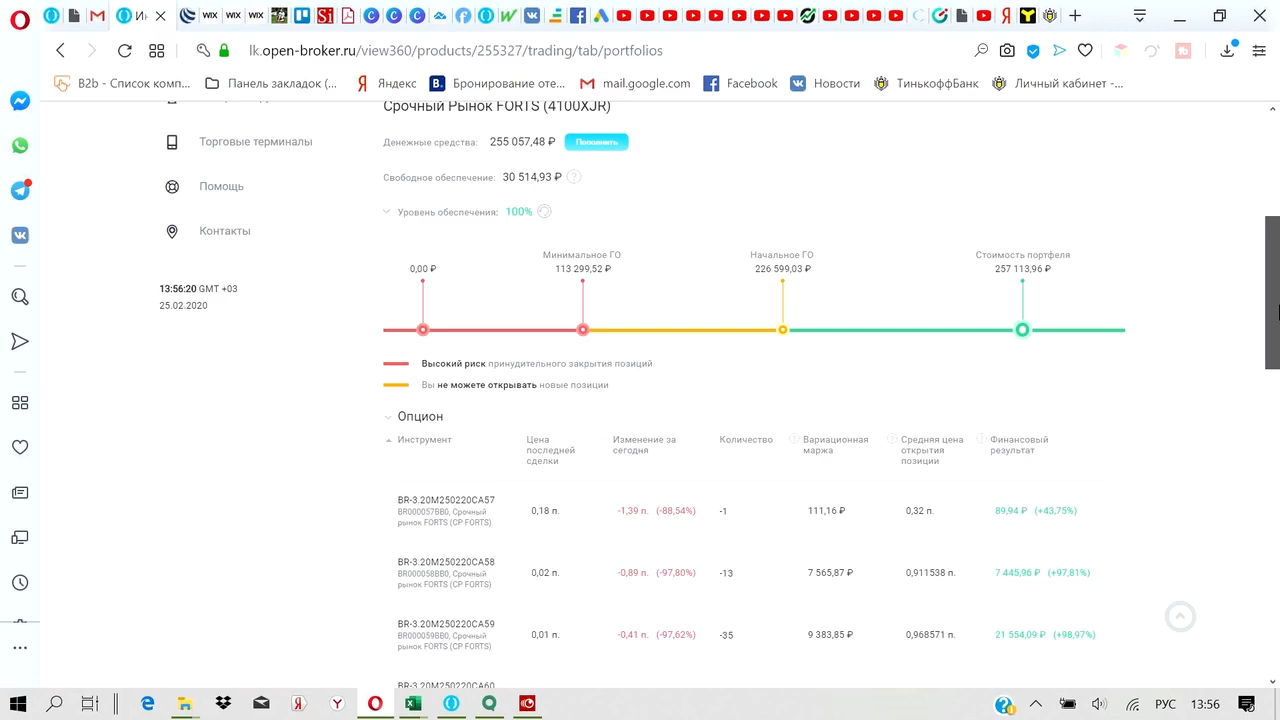 lk.open-broker.ru/view360/products/255327/trading/tab/portfolios
B2b - Список комп...
Панель закладок (...
Яндекс
Бронирование оте...
mail.google.com
Facebook
Новости
ТинькоффБанк
Личный кабинет -...
Срочный Рынок FORTS (4100XJR)
Торговые терминалы
Денежные средства: 255 057,48 ₽ Пополнить
Свободное обеспечение: 30 514,93 ₽ ?
Помощь
Уровень обеспечения: 100%
Контакты
Минимальное ГО
Начальное ГО
Стоимость портфеля
0,00 ₽
113 299,52 ₽
226 599,03 ₽
257 113,96 ₽
13:56:20 GMT +03
25.02.2020
Высокий риск принудительного закрытия позиций
Вы не можете открывать новые позиции
Опцион
Инструмент
Цена последней сделки
Изменение за сегодня
Количество
? Вариационная маржа
? Средняя цена открытия позиции
? Финансовый результат
BR-3.20M250220CA57
BR000057BB0, Срочный
рынок FORTS (СР FORTS)
0,18 п.
-1,39 п. (-88,54%)
-1
111,16 ₽
0,32 п.
89,94 ₽ (+43,75%)
BR-3.20M250220CA58
BR000058BB0, Срочный
рынок FORTS (СР FORTS)
0,02 п.
-0,89 п. (-97,80%)
-13
7 565,87 ₽
0,911538 п.
7 445,96 ₽ (+97,81%)
BR-3.20M250220CA59
BR000059BB0, Срочный
рынок FORTS (СР FORTS)
0,01 п.
-0,41 п. (-97,62%)
-35
9 383,85 ₽
0,968571 п.
21 554,09 ₽ (+98,97%)
BR-3.20M250220CA60
РУС
13:56